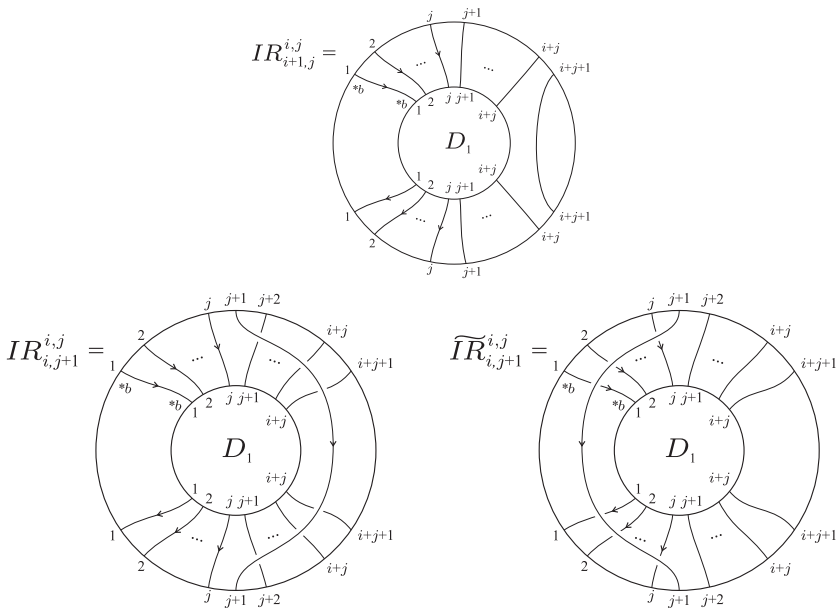 j j+1
IR^{i,j}_{i+1,j} =
2 ... ... i+j
1 i+j+1
*b *b 1 2 j j+1 i+j
D_1
1 2 j j+1 i+j
1 ... ... i+j+1
2 i+j
j j+1
j j+1 j+2
IR^{i,j}_{i,j+1} =
2 ... ... i+j
1 i+j+1
*b *b 1 2 j j+1 i+j
D_1
1 2 j j+1 i+j
1 ... ... i+j+1
2 i+j
j j+1 j+2
j j+1 j+2
\widetilde{IR}^{i,j}_{i,j+1} =
2 ... ... i+j
1 i+j+1
*b *b 1 2 j j+1 i+j
D_1
1 2 j j+1 i+j
1 ... ... i+j+1
2 i+j
j j+1 j+2